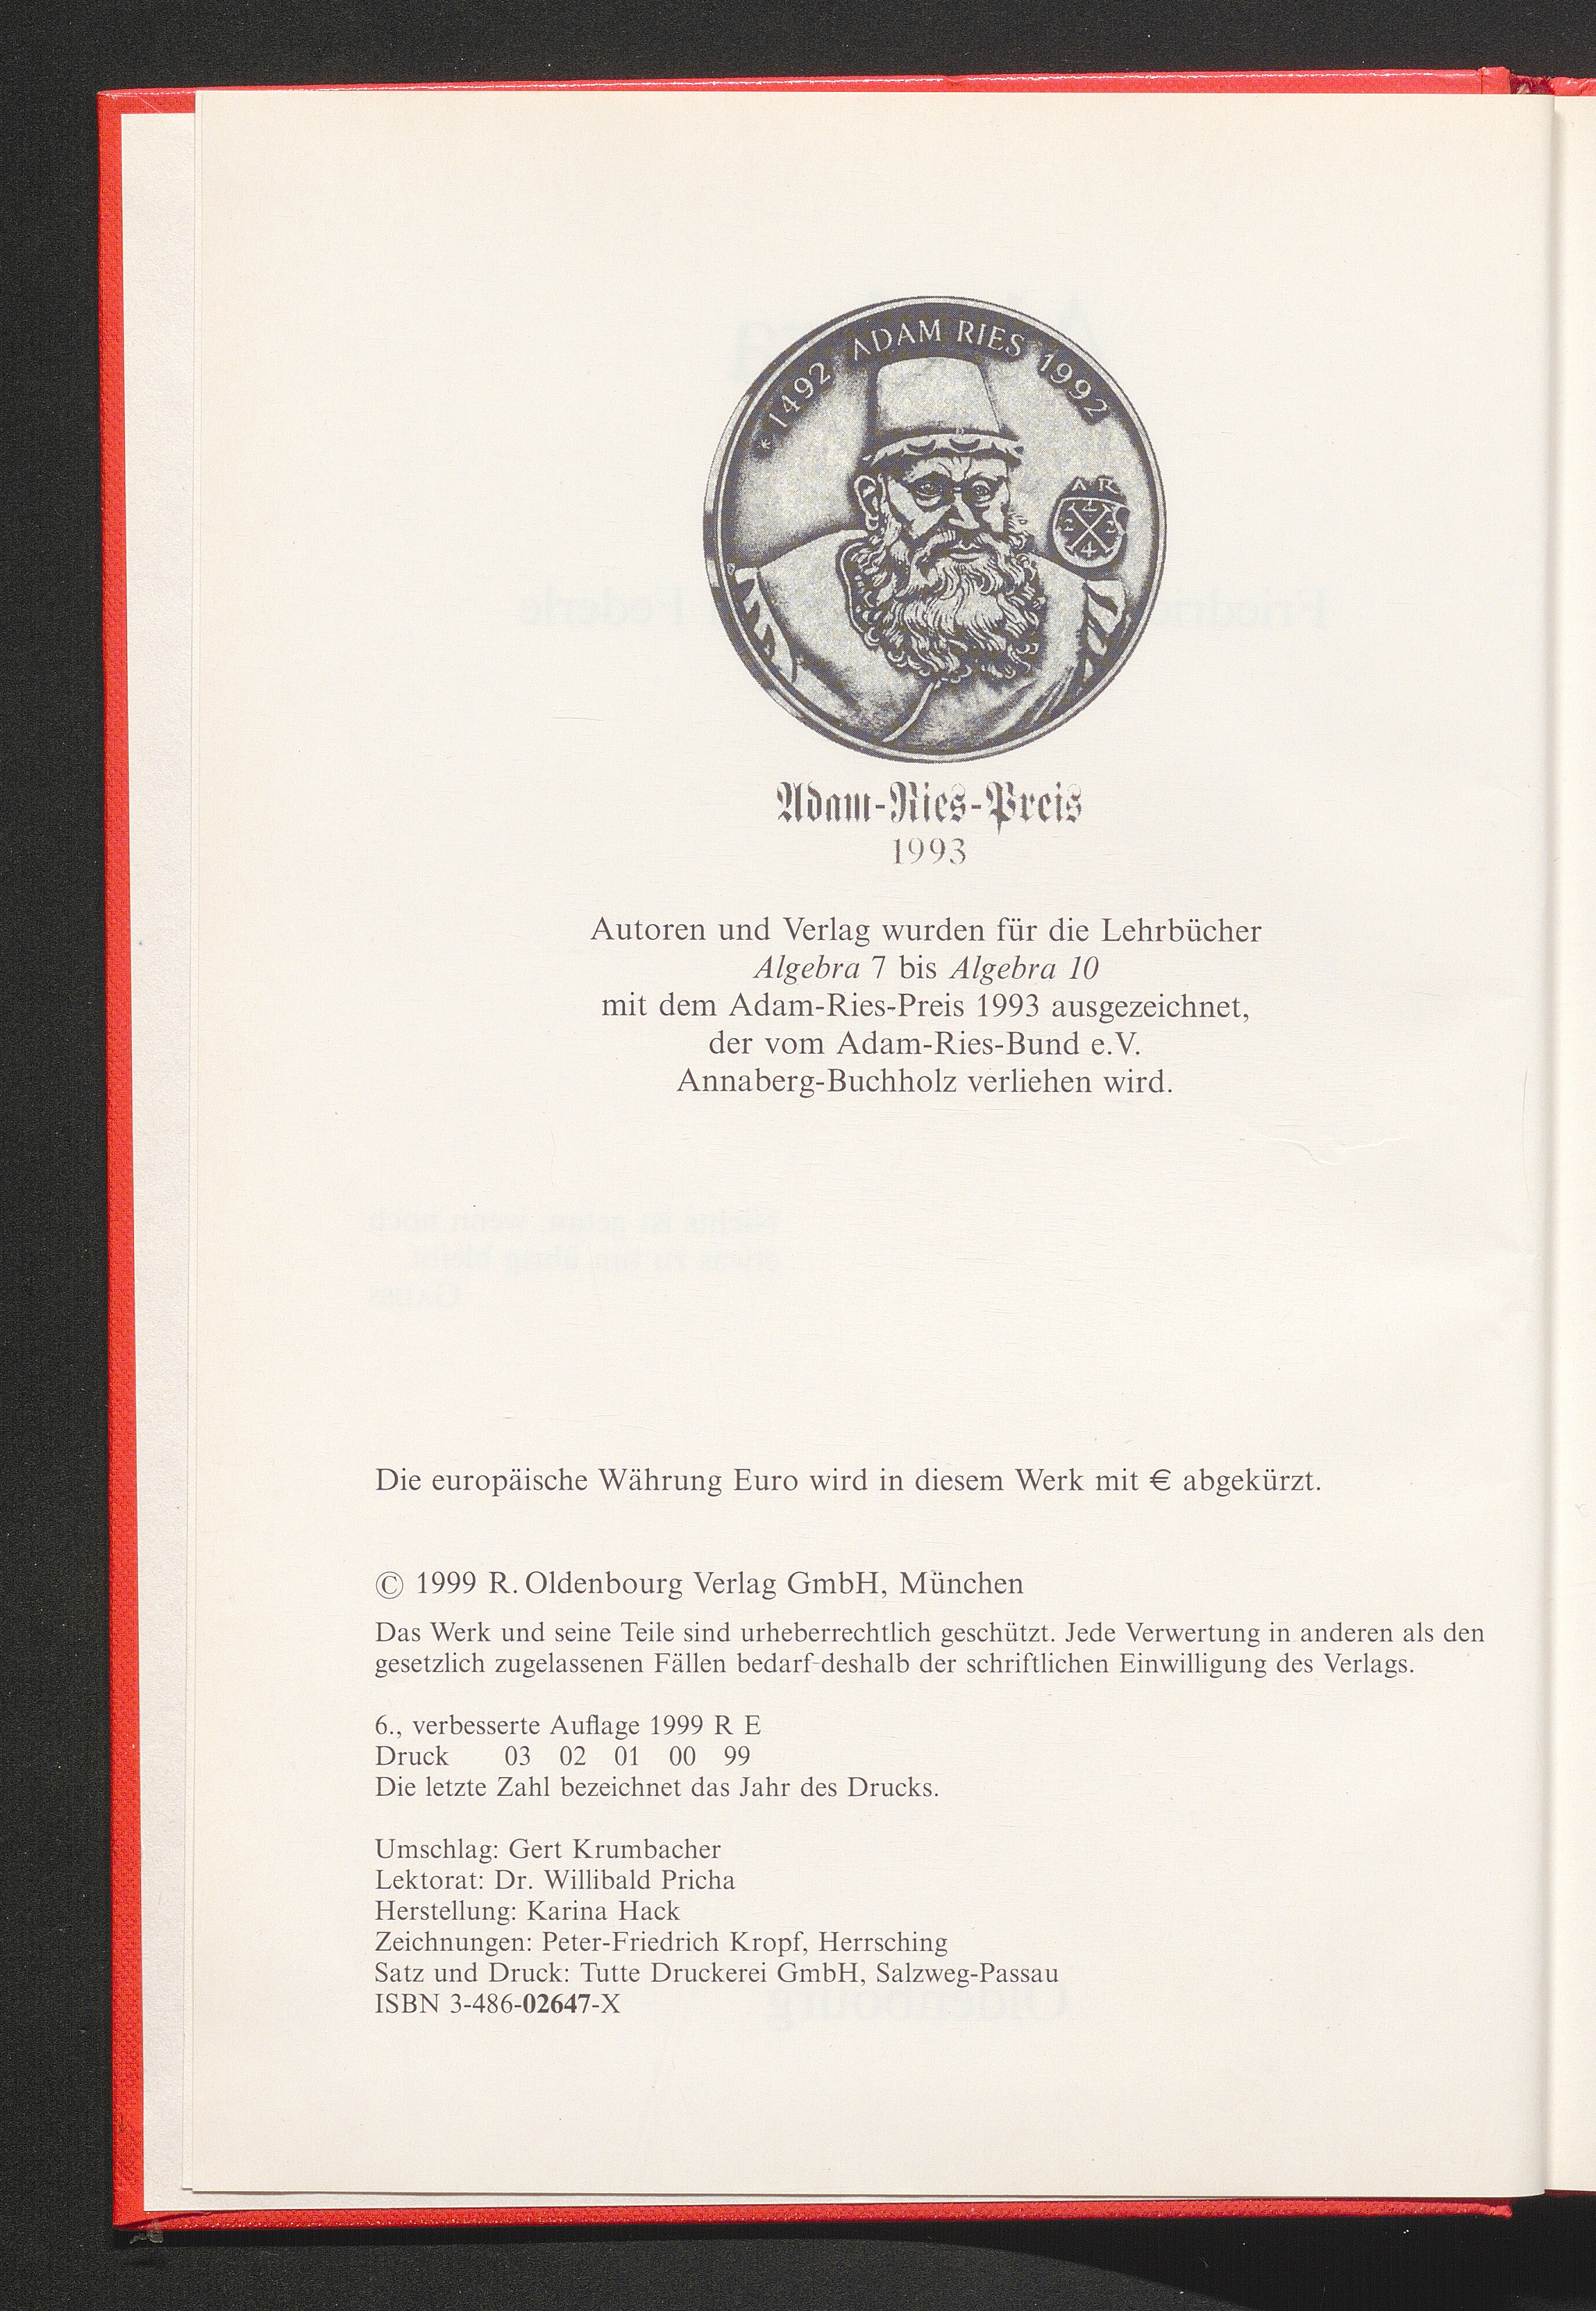 *1492 ADAM RIES 1992
A R
2
2 3
4
Adam-Ries-Preis
1993
Autoren und Verlag wurden für die Lehrbücher
Algebra 7 bis Algebra 10
mit dem Adam-Ries-Preis 1993 ausgezeichnet,
der vom Adam-Ries-Bund e.V.
Annaberg-Buchholz verliehen wird.
Die europäische Währung Euro wird in diesem Werk mit € abgekürzt.
© 1999 R. Oldenbourg Verlag GmbH, München
Das Werk und seine Teile sind urheberrechtlich geschützt. Jede Verwertung in anderen als den
gesetzlich zugelassenen Fällen bedarf deshalb der schriftlichen Einwilligung des Verlags.
6., verbesserte Auflage 1999 R E
Druck 03 02 01 00 99
Die letzte Zahl bezeichnet das Jahr des Drucks.
Umschlag: Gert Krumbacher
Lektorat: Dr. Willibald Pricha
Herstellung: Karina Hack
Zeichnungen: Peter-Friedrich Kropf, Herrsching
Satz und Druck: Tutte Druckerei GmbH, Salzweg-Passau
ISBN 3-486-02647-X